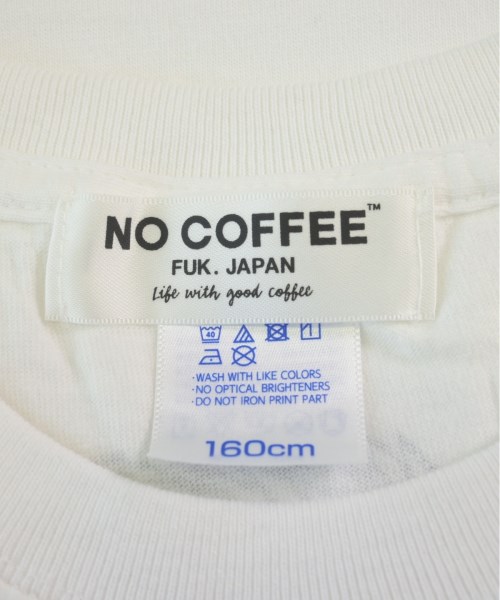 NO COFFEE™
FUK. JAPAN
Life with good coffee
40
·WASH WITH LIKE COLORS
·NO OPTICAL BRIGHTENERS
·DO NOT IRON PRINT PART
160cm